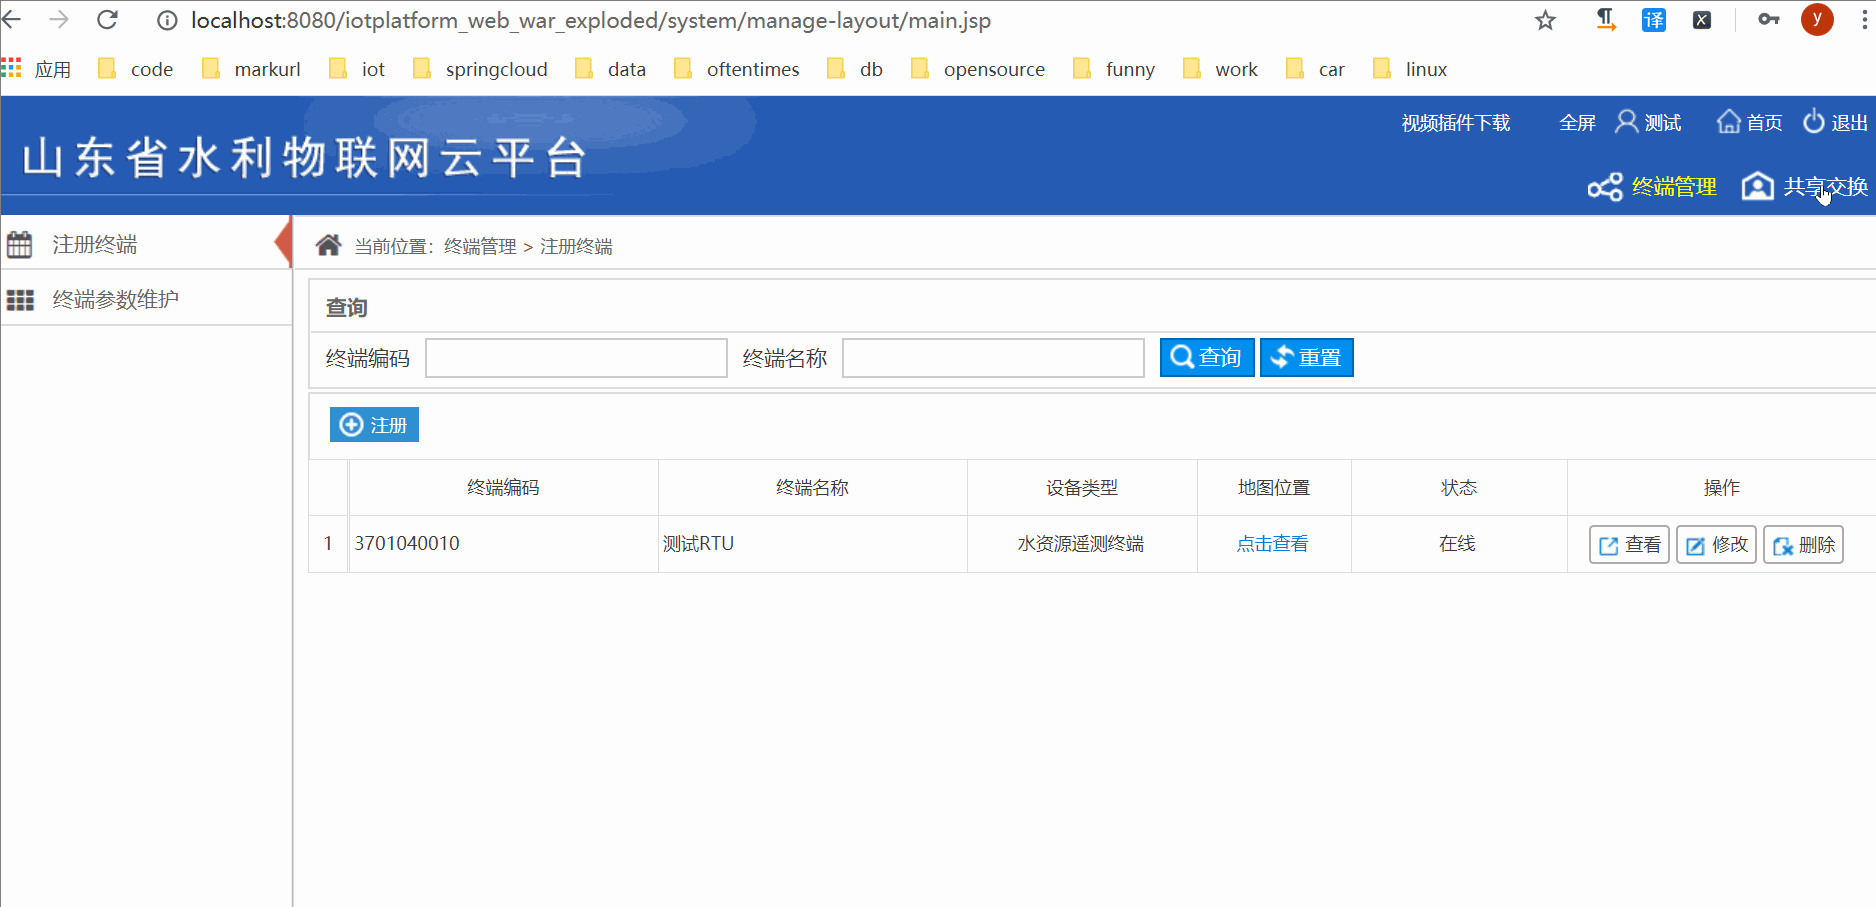 localhost:8080/iotplatform_web_war_exploded/system/manage-layout/main.jsp
译 X y
应用 code markurl iot springcloud data oftentimes db opensource funny work car linux
视频插件下载 全屏 测试 首页 退出
山东省水利物联网云平台
终端管理 共享交换
注册终端
当前位置：终端管理 > 注册终端
终端参数维护
查询
终端编码 终端名称 查询 重置
注册
终端编码 终端名称 设备类型 地图位置 状态 操作
1 3701040010 测试RTU 水资源遥测终端 点击查看 在线 查看 修改 删除